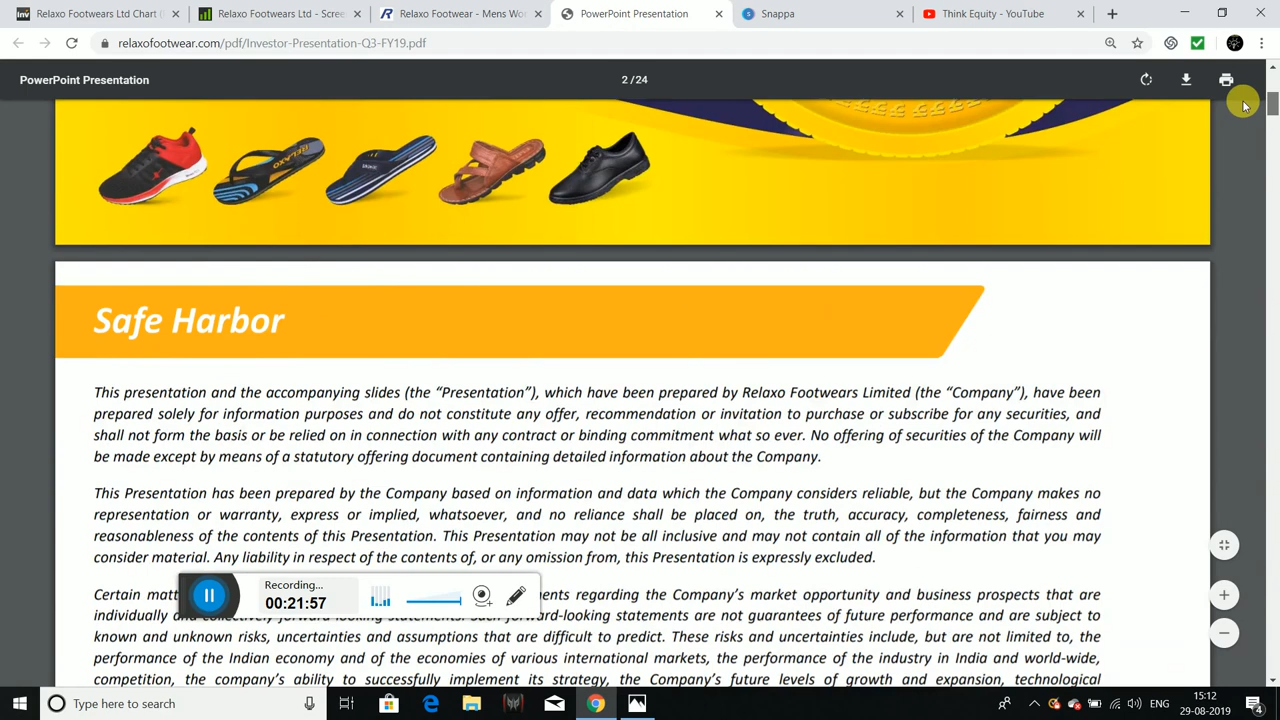 Relaxo Footwears Ltd Chart (
Relaxo Footwears Ltd - Scree
Relaxo Footwear - Mens Wo
PowerPoint Presentation
Snappa
Think Equity - YouTube
relaxofootwear.com/pdf/Investor-Presentation-Q3-FY19.pdf
PowerPoint Presentation
2 / 24
RELAXO
Safe Harbor
This presentation and the accompanying slides (the “Presentation”), which have been prepared by Relaxo Footwears Limited (the “Company”), have been
prepared solely for information purposes and do not constitute any offer, recommendation or invitation to purchase or subscribe for any securities, and
shall not form the basis or be relied on in connection with any contract or binding commitment what so ever. No offering of securities of the Company will
be made except by means of a statutory offering document containing detailed information about the Company.
This Presentation has been prepared by the Company based on information and data which the Company considers reliable, but the Company makes no
representation or warranty, express or implied, whatsoever, and no reliance shall be placed on, the truth, accuracy, completeness, fairness and
reasonableness of the contents of this Presentation. This Presentation may not be all inclusive and may not contain all of the information that you may
consider material. Any liability in respect of the contents of, or any omission from, this Presentation is expressly excluded.
Certain ments regarding the Company’s market opportunity and business prospects that are
individually and collectively forward-looking statements. Such forward-looking statements are not guarantees of future performance and are subject to
known and unknown risks, uncertainties and assumptions that are difficult to predict. These risks and uncertainties include, but are not limited to, the
performance of the Indian economy and of the economies of various international markets, the performance of the industry in India and world-wide,
competition, the company’s ability to successfully implement its strategy, the Company’s future levels of growth and expansion, technological
Recording...
00:21:57
Type here to search
ENG
15:12
29-08-2019
4